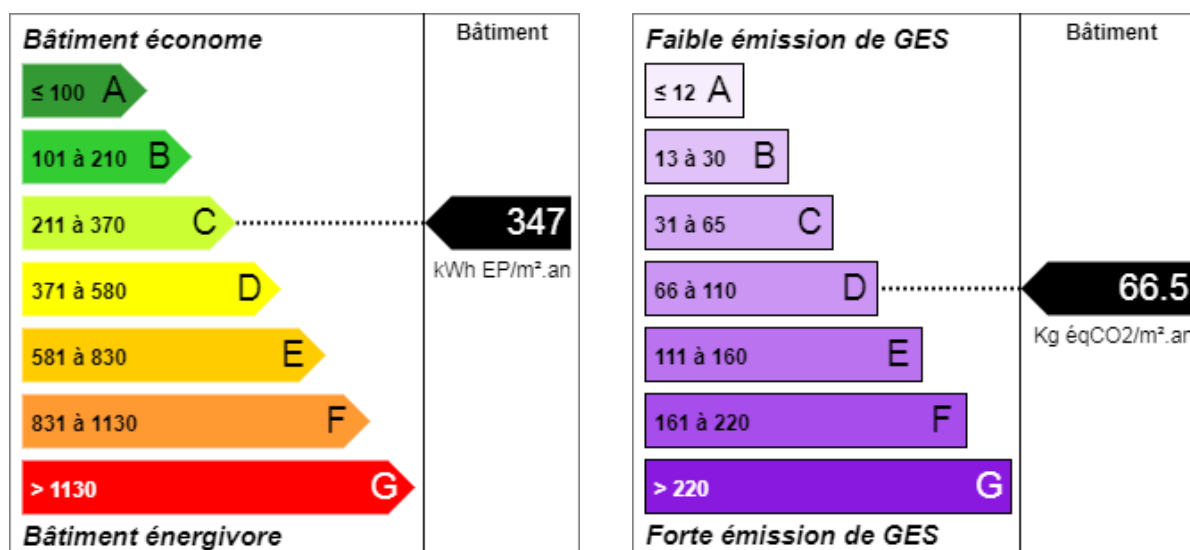 Bâtiment économe
Bâtiment
≤ 100 A
101 à 210 B
211 à 370 C
347
kWh EP/m².an
371 à 580 D
581 à 830 E
831 à 1130 F
> 1130 G
Bâtiment énergivore
Faible émission de GES
Bâtiment
≤ 12 A
13 à 30 B
31 à 65 C
66 à 110 D
66.5
Kg éqCO2/m².an
111 à 160 E
161 à 220 F
> 220 G
Forte émission de GES